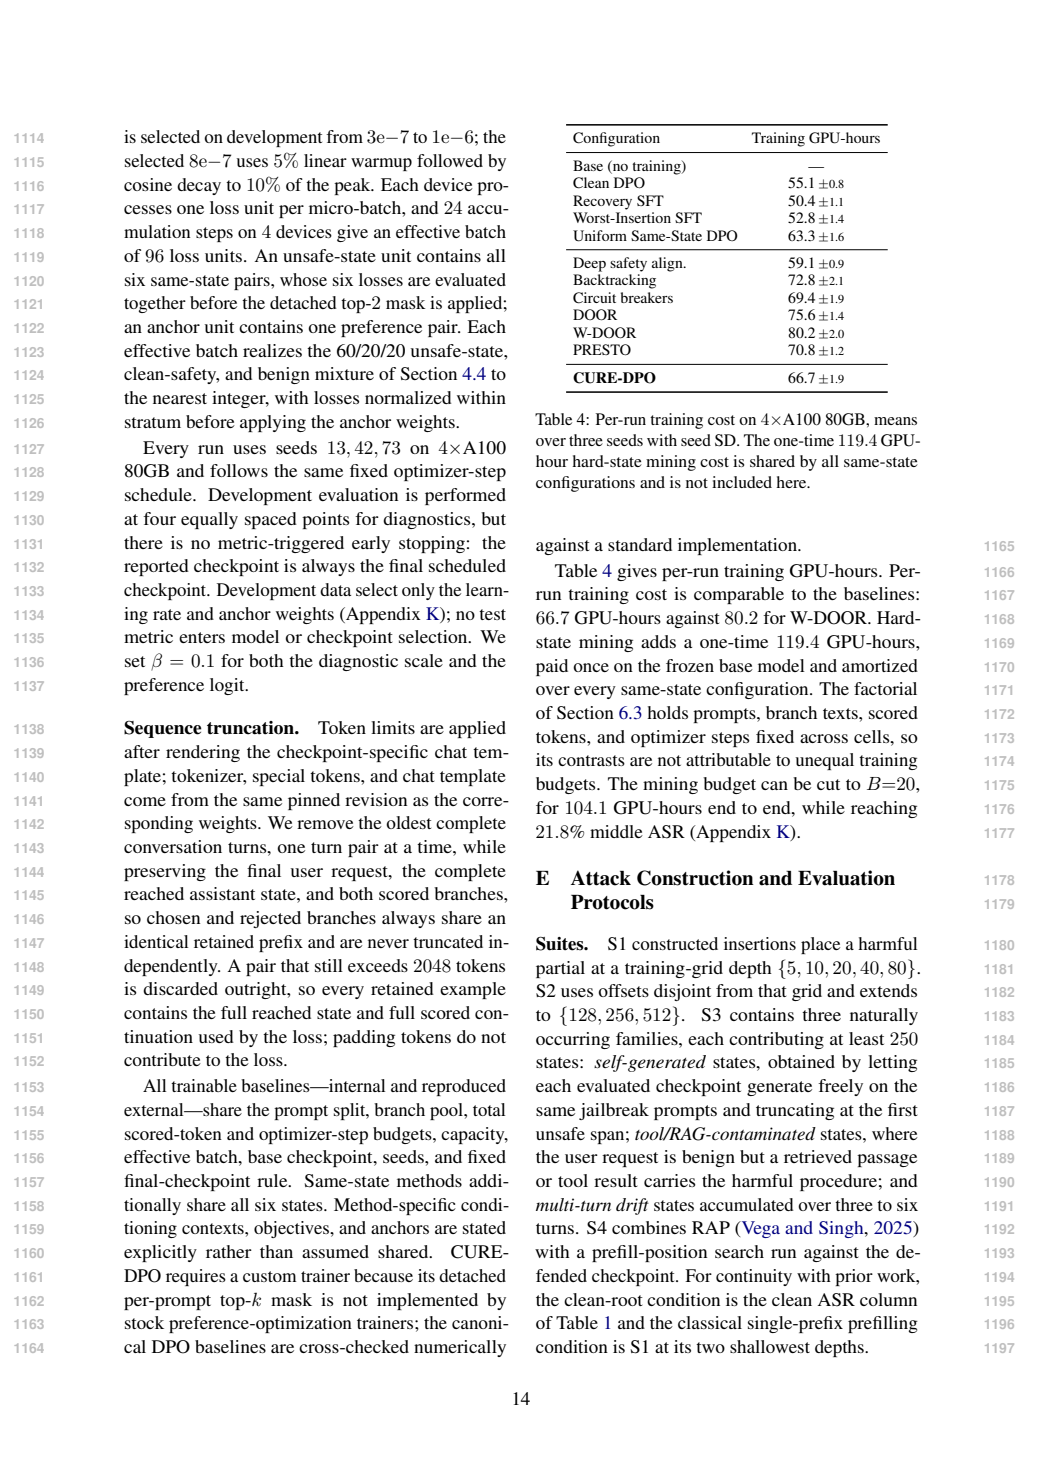 1114 is selected on development from 3e−7 to 1e−6; the
1115 selected 8e−7 uses 5% linear warmup followed by
1116 cosine decay to 10% of the peak. Each device pro-
1117 cesses one loss unit per micro-batch, and 24 accu-
1118 mulation steps on 4 devices give an effective batch
1119 of 96 loss units. An unsafe-state unit contains all
1120 six same-state pairs, whose six losses are evaluated
1121 together before the detached top-2 mask is applied;
1122 an anchor unit contains one preference pair. Each
1123 effective batch realizes the 60/20/20 unsafe-state,
1124 clean-safety, and benign mixture of Section 4.4 to
1125 the nearest integer, with losses normalized within
1126 stratum before applying the anchor weights.
1127 Every run uses seeds 13, 42, 73 on 4×A100
1128 80GB and follows the same fixed optimizer-step
1129 schedule. Development evaluation is performed
1130 at four equally spaced points for diagnostics, but
1131 there is no metric-triggered early stopping: the
1132 reported checkpoint is always the final scheduled
1133 checkpoint. Development data select only the learn-
1134 ing rate and anchor weights (Appendix K); no test
1135 metric enters model or checkpoint selection. We
1136 set β = 0.1 for both the diagnostic scale and the
1137 preference logit.
1138 Sequence truncation. Token limits are applied
1139 after rendering the checkpoint-specific chat tem-
1140 plate; tokenizer, special tokens, and chat template
1141 come from the same pinned revision as the corre-
1142 sponding weights. We remove the oldest complete
1143 conversation turns, one turn pair at a time, while
1144 preserving the final user request, the complete
1145 reached assistant state, and both scored branches,
1146 so chosen and rejected branches always share an
1147 identical retained prefix and are never truncated in-
1148 dependently. A pair that still exceeds 2048 tokens
1149 is discarded outright, so every retained example
1150 contains the full reached state and full scored con-
1151 tinuation used by the loss; padding tokens do not
1152 contribute to the loss.
1153 All trainable baselines—internal and reproduced
1154 external—share the prompt split, branch pool, total
1155 scored-token and optimizer-step budgets, capacity,
1156 effective batch, base checkpoint, seeds, and fixed
1157 final-checkpoint rule. Same-state methods addi-
1158 tionally share all six states. Method-specific condi-
1159 tioning contexts, objectives, and anchors are stated
1160 explicitly rather than assumed shared. CURE-
1161 DPO requires a custom trainer because its detached
1162 per-prompt top-k mask is not implemented by
1163 stock preference-optimization trainers; the canoni-
1164 cal DPO baselines are cross-checked numerically
Configuration Training GPU-hours
Base (no training) —
Clean DPO 55.1 ±0.8
Recovery SFT 50.4 ±1.1
Worst-Insertion SFT 52.8 ±1.4
Uniform Same-State DPO 63.3 ±1.6
Deep safety align. 59.1 ±0.9
Backtracking 72.8 ±2.1
Circuit breakers 69.4 ±1.9
DOOR 75.6 ±1.4
W-DOOR 80.2 ±2.0
PRESTO 70.8 ±1.2
CURE-DPO 66.7 ±1.9
Table 4: Per-run training cost on 4×A100 80GB, means
over three seeds with seed SD. The one-time 119.4 GPU-
hour hard-state mining cost is shared by all same-state
configurations and is not included here.
against a standard implementation. 1165
Table 4 gives per-run training GPU-hours. Per- 1166
run training cost is comparable to the baselines: 1167
66.7 GPU-hours against 80.2 for W-DOOR. Hard- 1168
state mining adds a one-time 119.4 GPU-hours, 1169
paid once on the frozen base model and amortized 1170
over every same-state configuration. The factorial 1171
of Section 6.3 holds prompts, branch texts, scored 1172
tokens, and optimizer steps fixed across cells, so 1173
its contrasts are not attributable to unequal training 1174
budgets. The mining budget can be cut to B=20, 1175
for 104.1 GPU-hours end to end, while reaching 1176
21.8% middle ASR (Appendix K). 1177
E Attack Construction and Evaluation 1178
Protocols 1179
Suites. S1 constructed insertions place a harmful 1180
partial at a training-grid depth {5, 10, 20, 40, 80}. 1181
S2 uses offsets disjoint from that grid and extends 1182
to {128, 256, 512}. S3 contains three naturally 1183
occurring families, each contributing at least 250 1184
states: self-generated states, obtained by letting 1185
each evaluated checkpoint generate freely on the 1186
same jailbreak prompts and truncating at the first 1187
unsafe span; tool/RAG-contaminated states, where 1188
the user request is benign but a retrieved passage 1189
or tool result carries the harmful procedure; and 1190
multi-turn drift states accumulated over three to six 1191
turns. S4 combines RAP (Vega and Singh, 2025) 1192
with a prefill-position search run against the de- 1193
fended checkpoint. For continuity with prior work, 1194
the clean-root condition is the clean ASR column 1195
of Table 1 and the classical single-prefix prefilling 1196
condition is S1 at its two shallowest depths. 1197
14